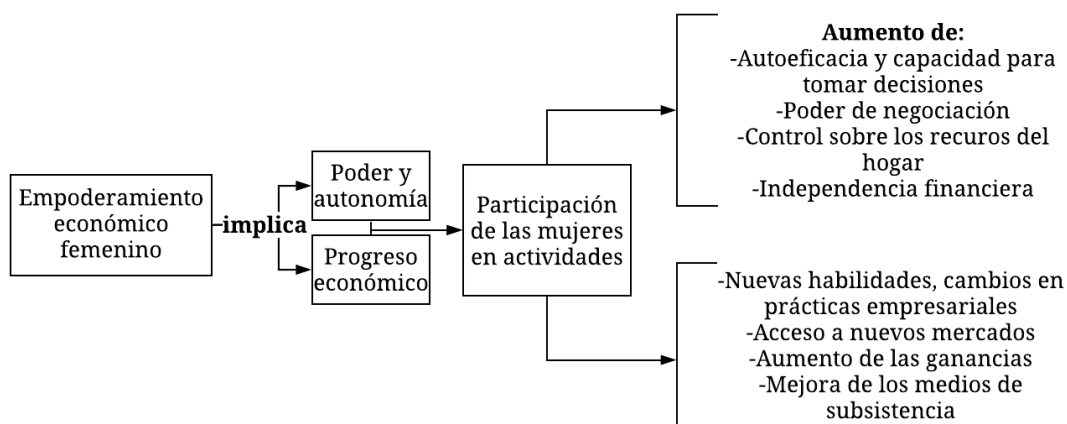 Empoderamiento
económico
femenino
implica
Poder y
autonomía
Progreso
económico
Participación
de las mujeres
en actividades
Aumento de:
-Autoeficacia y capacidad para
tomar decisiones
-Poder de negociación
-Control sobre los recuros del
hogar
-Independencia financiera
-Nuevas habilidades, cambios en
prácticas empresariales
-Acceso a nuevos mercados
-Aumento de las ganancias
-Mejora de los medios de
subsistencia